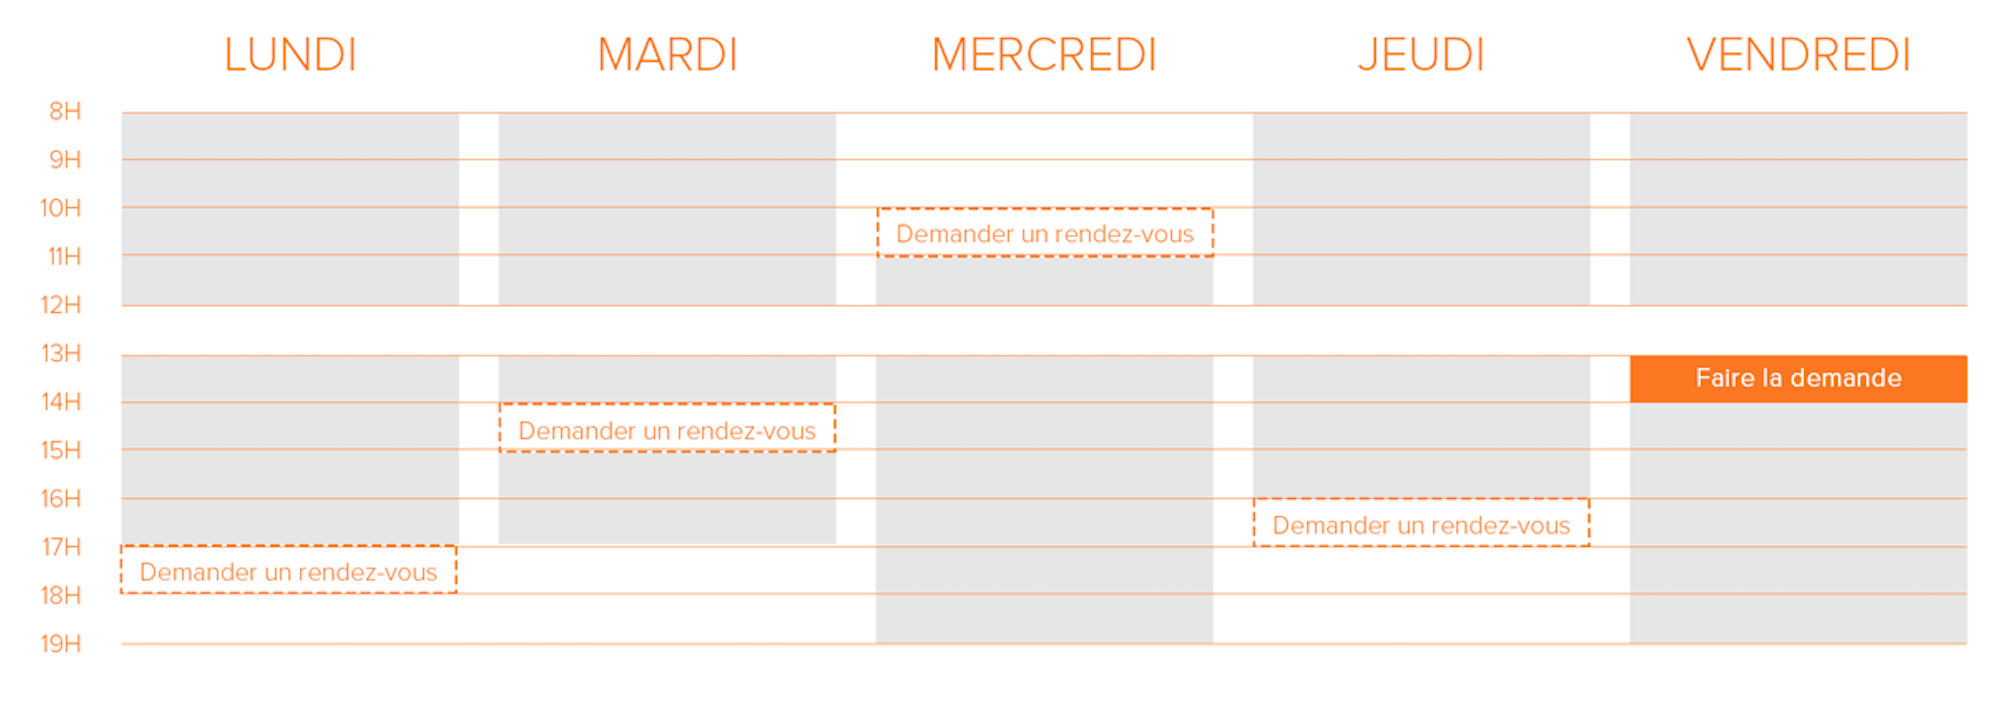 LUNDI MARDI MERCREDI JEUDI VENDREDI
8H
9H
10H
Demander un rendez-vous
11H
12H
13H
Faire la demande
14H
Demander un rendez-vous
15H
16H
Demander un rendez-vous
17H
Demander un rendez-vous
18H
19H